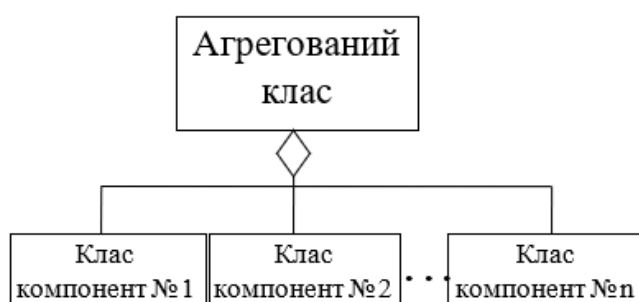 Агрегований
клас
Клас
компонент №1
Клас
компонент №2
...
Клас
компонент №n